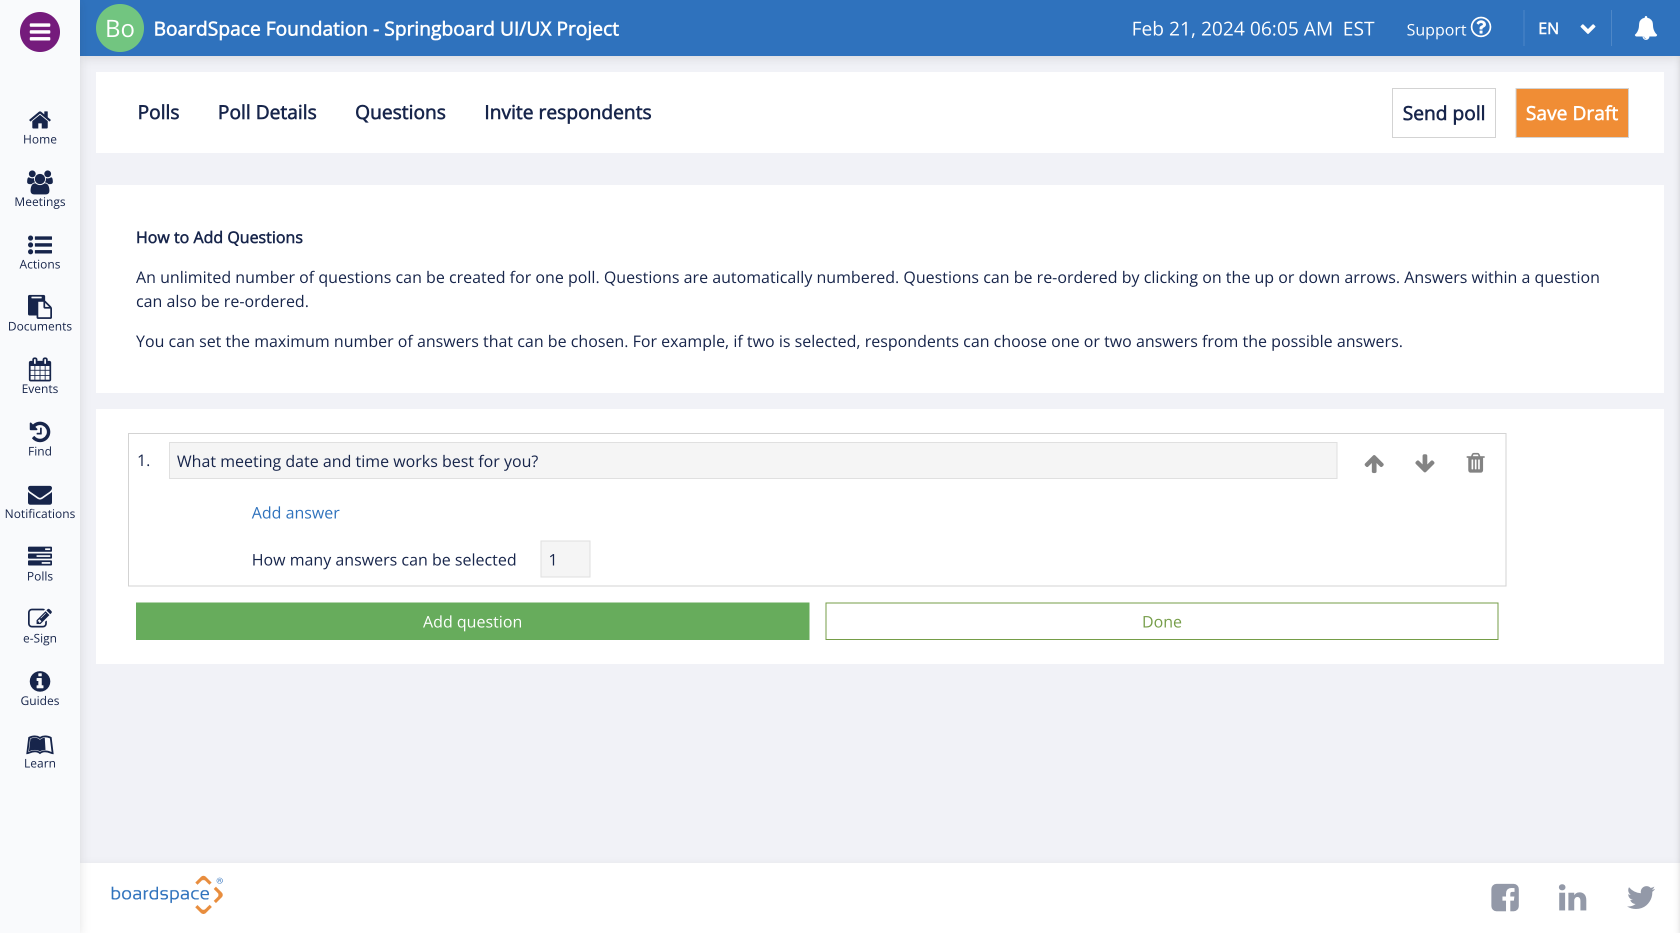 Bo BoardSpace Foundation - Springboard UI/UX Project Feb 21, 2024 06:05 AM EST Support EN
Home
Meetings
Actions
Documents
Events
Find
Notifications
Polls
e-Sign
Guides
Learn
Polls Poll Details Questions Invite respondents Send poll Save Draft
How to Add Questions
An unlimited number of questions can be created for one poll. Questions are automatically numbered. Questions can be re-ordered by clicking on the up or down arrows. Answers within a question
can also be re-ordered.
You can set the maximum number of answers that can be chosen. For example, if two is selected, respondents can choose one or two answers from the possible answers.
1. What meeting date and time works best for you?
Add answer
How many answers can be selected 1
Add question Done
boardspace®